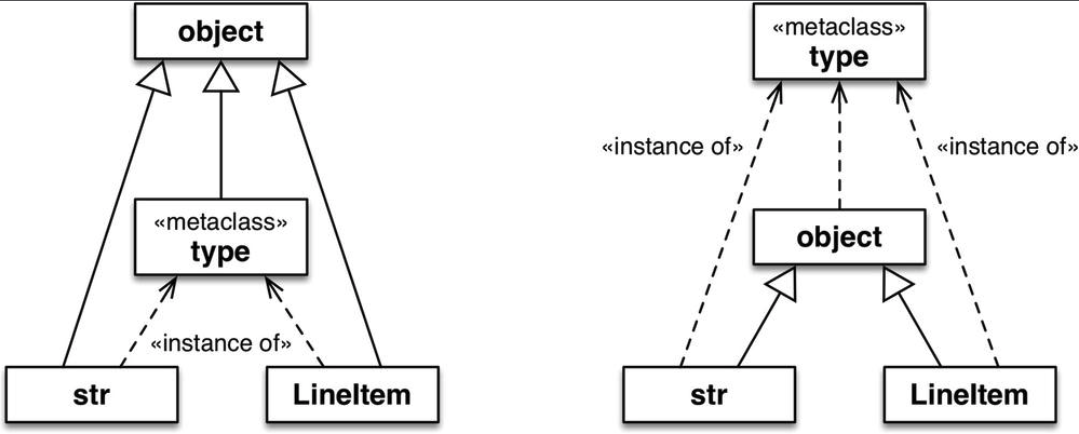 object
«metaclass»
type
«instance of»
str
LineItem
«metaclass»
type
«instance of»
«instance of»
object
str
LineItem